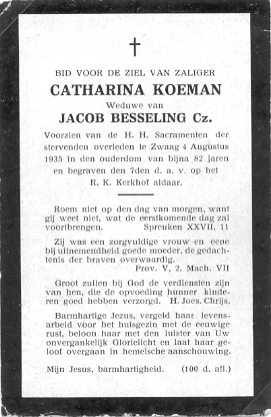 BID VOOR DE ZIEL VAN ZALIGER
CATHARINA KOEMAN
Weduwe van
JACOB BESSELING Cz.
Voorzien van de H. H. Sacramenten der
stervenden overleden te Zwaag 4 Augustus
1935 in den ouderdom van bijna 82 jaren
en begraven den 7den d. a. v. op het
R. K. Kerkhof aldaar.
Roem niet op den dag van morgen, want
gij weet niet, wat de eerstkomende dag zal
voortbrengen. Spreuken XXVII, 11
Zij was een zorgvuldige vrouw en eene
bij uitnemendheid goede moeder, de gedach-
tenis der braven overwaardig.
Prov. V, 2. Mach. VII
Groot zullen bij God de verdiensten zijn
van hen, die de opvoeding hunner kinde-
ren goed hebben verzorgd. H. Joes. Chrijs.
Barmhartige Jezus, vergeld haar levens-
arbeid voor het huisgezin met de eeuwige
rust, beloon haar met den luister van Uw
onvergankelijk Glorielicht en laat haar ge-
loof overgaan in hemelsche aanschouwing.
Mijn Jesus, barmhartigheid. (100 d. afl.)